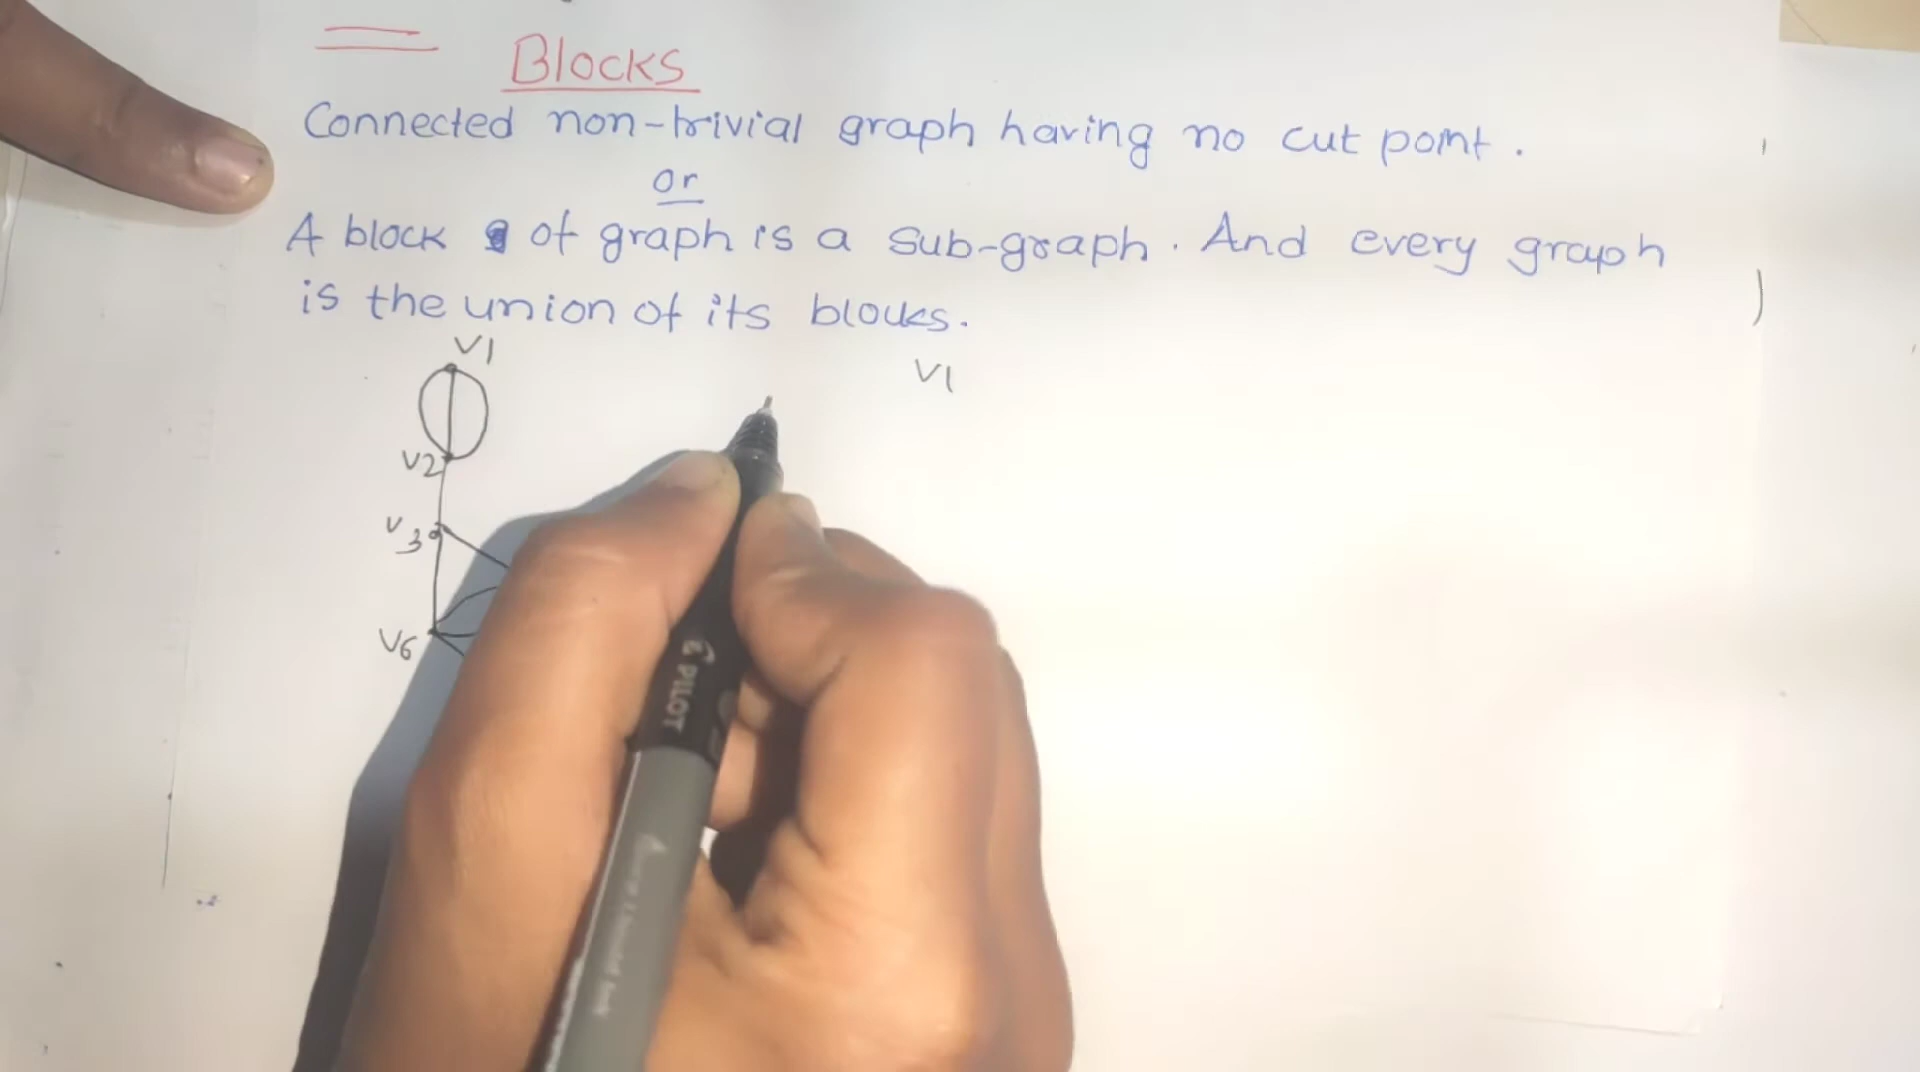 Blocks
Connected non-trivial graph having no cut point.
or
A block of graph is a sub-graph. And every graph
is the union of its blocks.
V1
V1
V2
V3
V6
PILOT